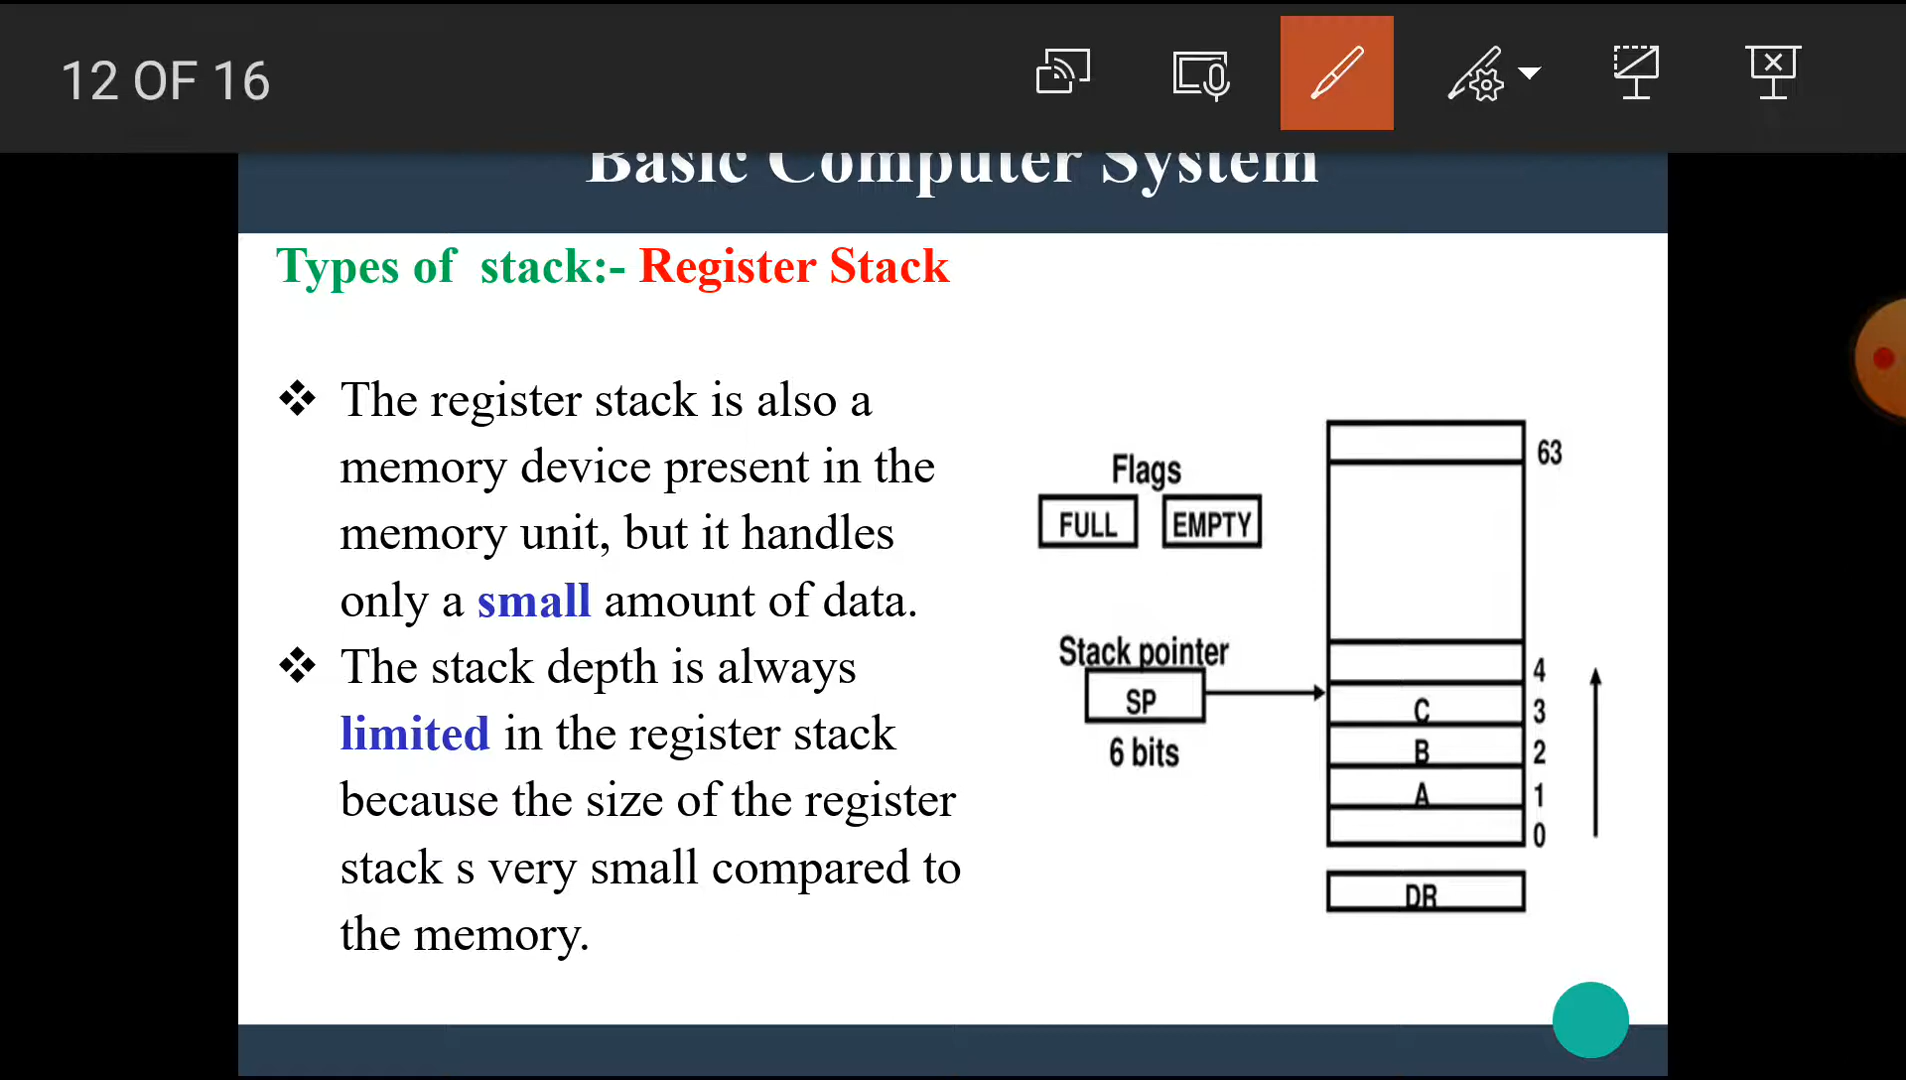 12 OF 16
Basic Computer System
Types of stack:- Register Stack
❖ The register stack is also a
memory device present in the
memory unit, but it handles
only a small amount of data.
❖ The stack depth is always
limited in the register stack
because the size of the register
stack s very small compared to
the memory.
Flags
FULL EMPTY
Stack pointer
SP
6 bits
63
4
C 3
B 2
A 1
0
DR